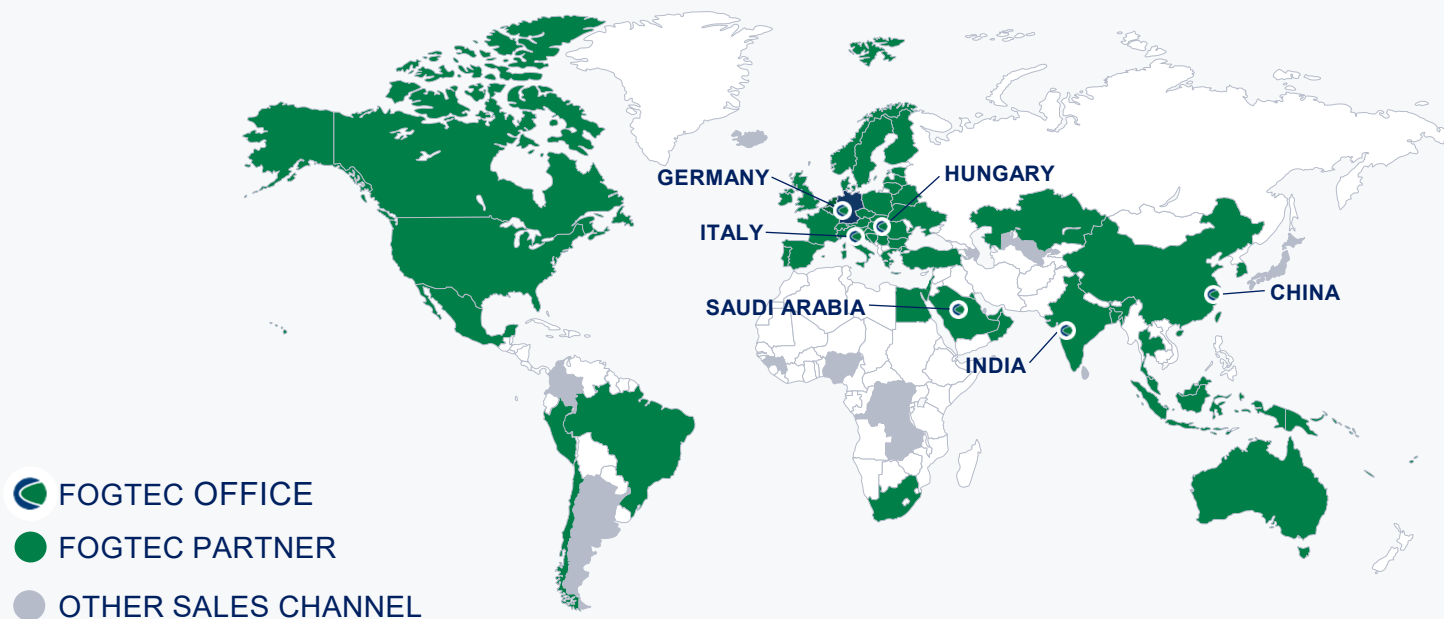 GERMANY
HUNGARY
ITALY
SAUDI ARABIA
CHINA
INDIA
FOGTEC OFFICE
FOGTEC PARTNER
OTHER SALES CHANNEL